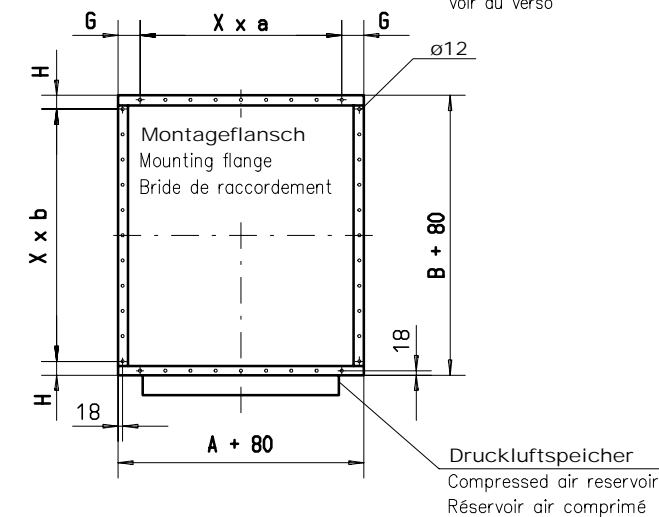 voir au verso
G
X x a
G
ø12
H
Montageflansch
Mounting flange
Bride de raccordement
X x b
B + 80
18
H
18
A + 80
Druckluftspeicher
Compressed air reservoir
Réservoir air comprimé